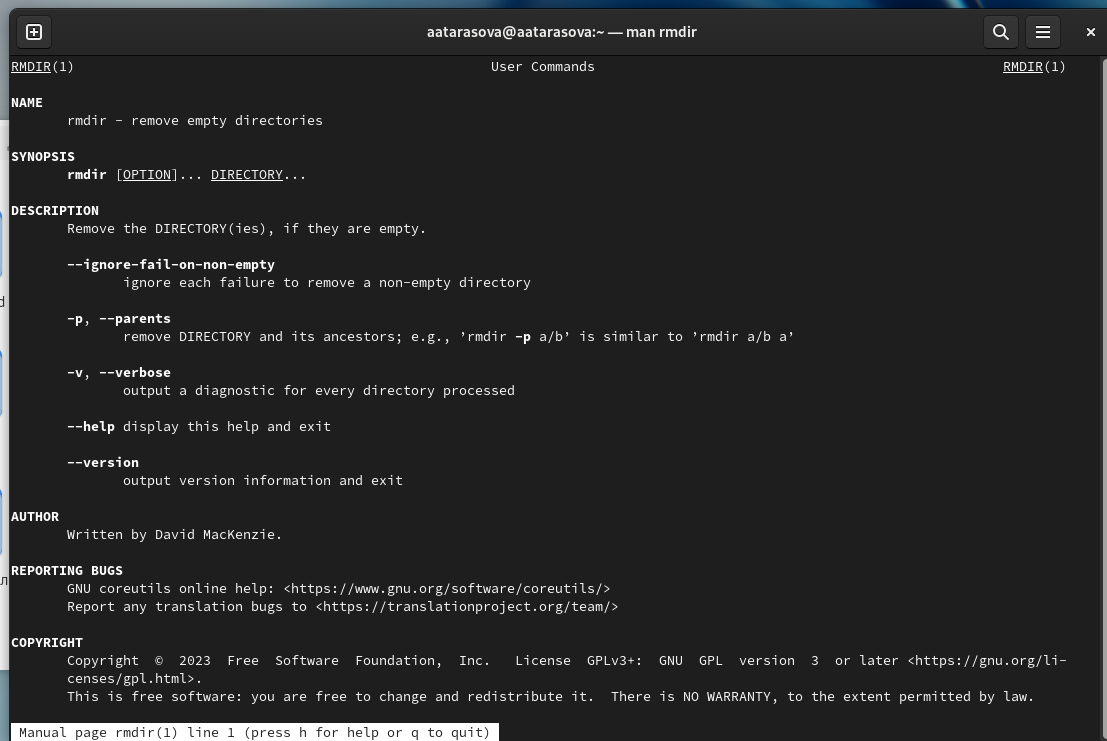 aatarasova@aatarasova:~ — man rmdir
RMDIR(1) User Commands RMDIR(1)
NAME
rmdir - remove empty directories
SYNOPSIS
rmdir [OPTION]... DIRECTORY...
DESCRIPTION
Remove the DIRECTORY(ies), if they are empty.
--ignore-fail-on-non-empty
ignore each failure to remove a non-empty directory
-p, --parents
remove DIRECTORY and its ancestors; e.g., ’rmdir -p a/b’ is similar to ’rmdir a/b a’
-v, --verbose
output a diagnostic for every directory processed
--help display this help and exit
--version
output version information and exit
AUTHOR
Written by David MacKenzie.
REPORTING BUGS
GNU coreutils online help: <https://www.gnu.org/software/coreutils/>
Report any translation bugs to <https://translationproject.org/team/>
COPYRIGHT
Copyright © 2023 Free Software Foundation, Inc. License GPLv3+: GNU GPL version 3 or later <https://gnu.org/li-
censes/gpl.html>.
This is free software: you are free to change and redistribute it. There is NO WARRANTY, to the extent permitted by law.
Manual page rmdir(1) line 1 (press h for help or q to quit)